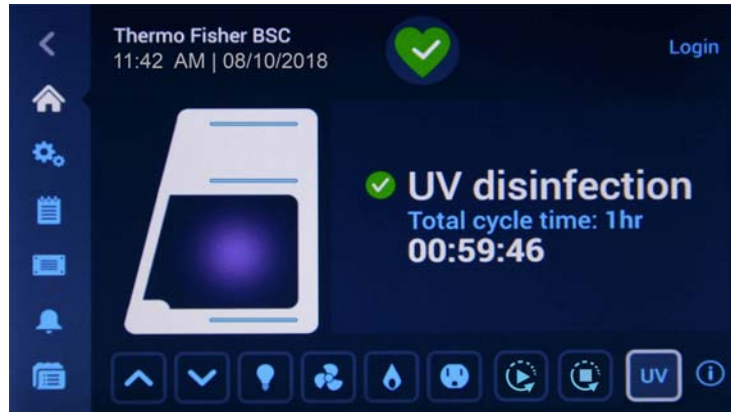 Thermo Fisher BSC
11:42 AM | 08/10/2018
Login
UV disinfection
Total cycle time: 1hr
00:59:46
UV